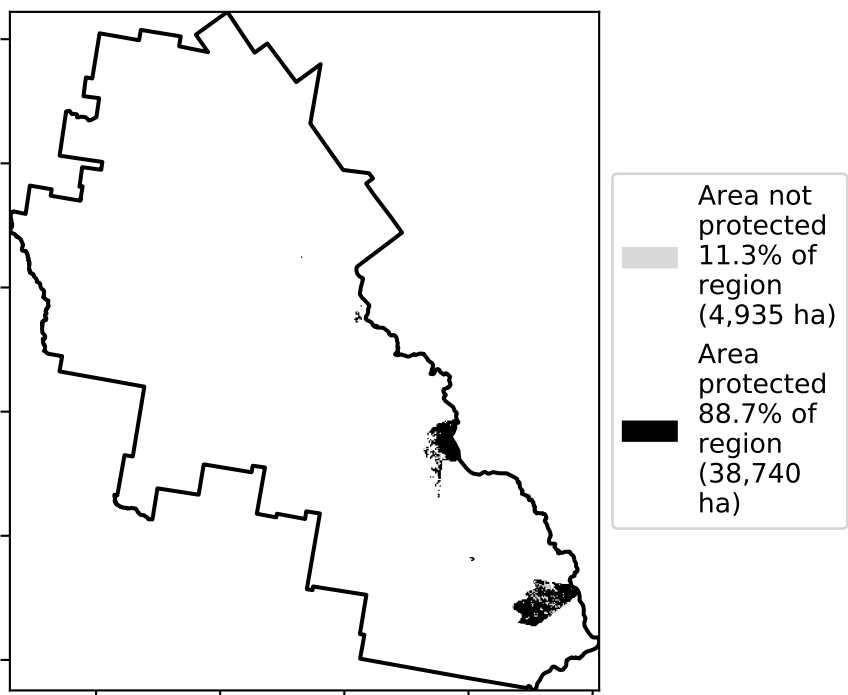 Area not
protected
11.3% of
region
(4,935 ha)
Area
protected
88.7% of
region
(38,740
ha)